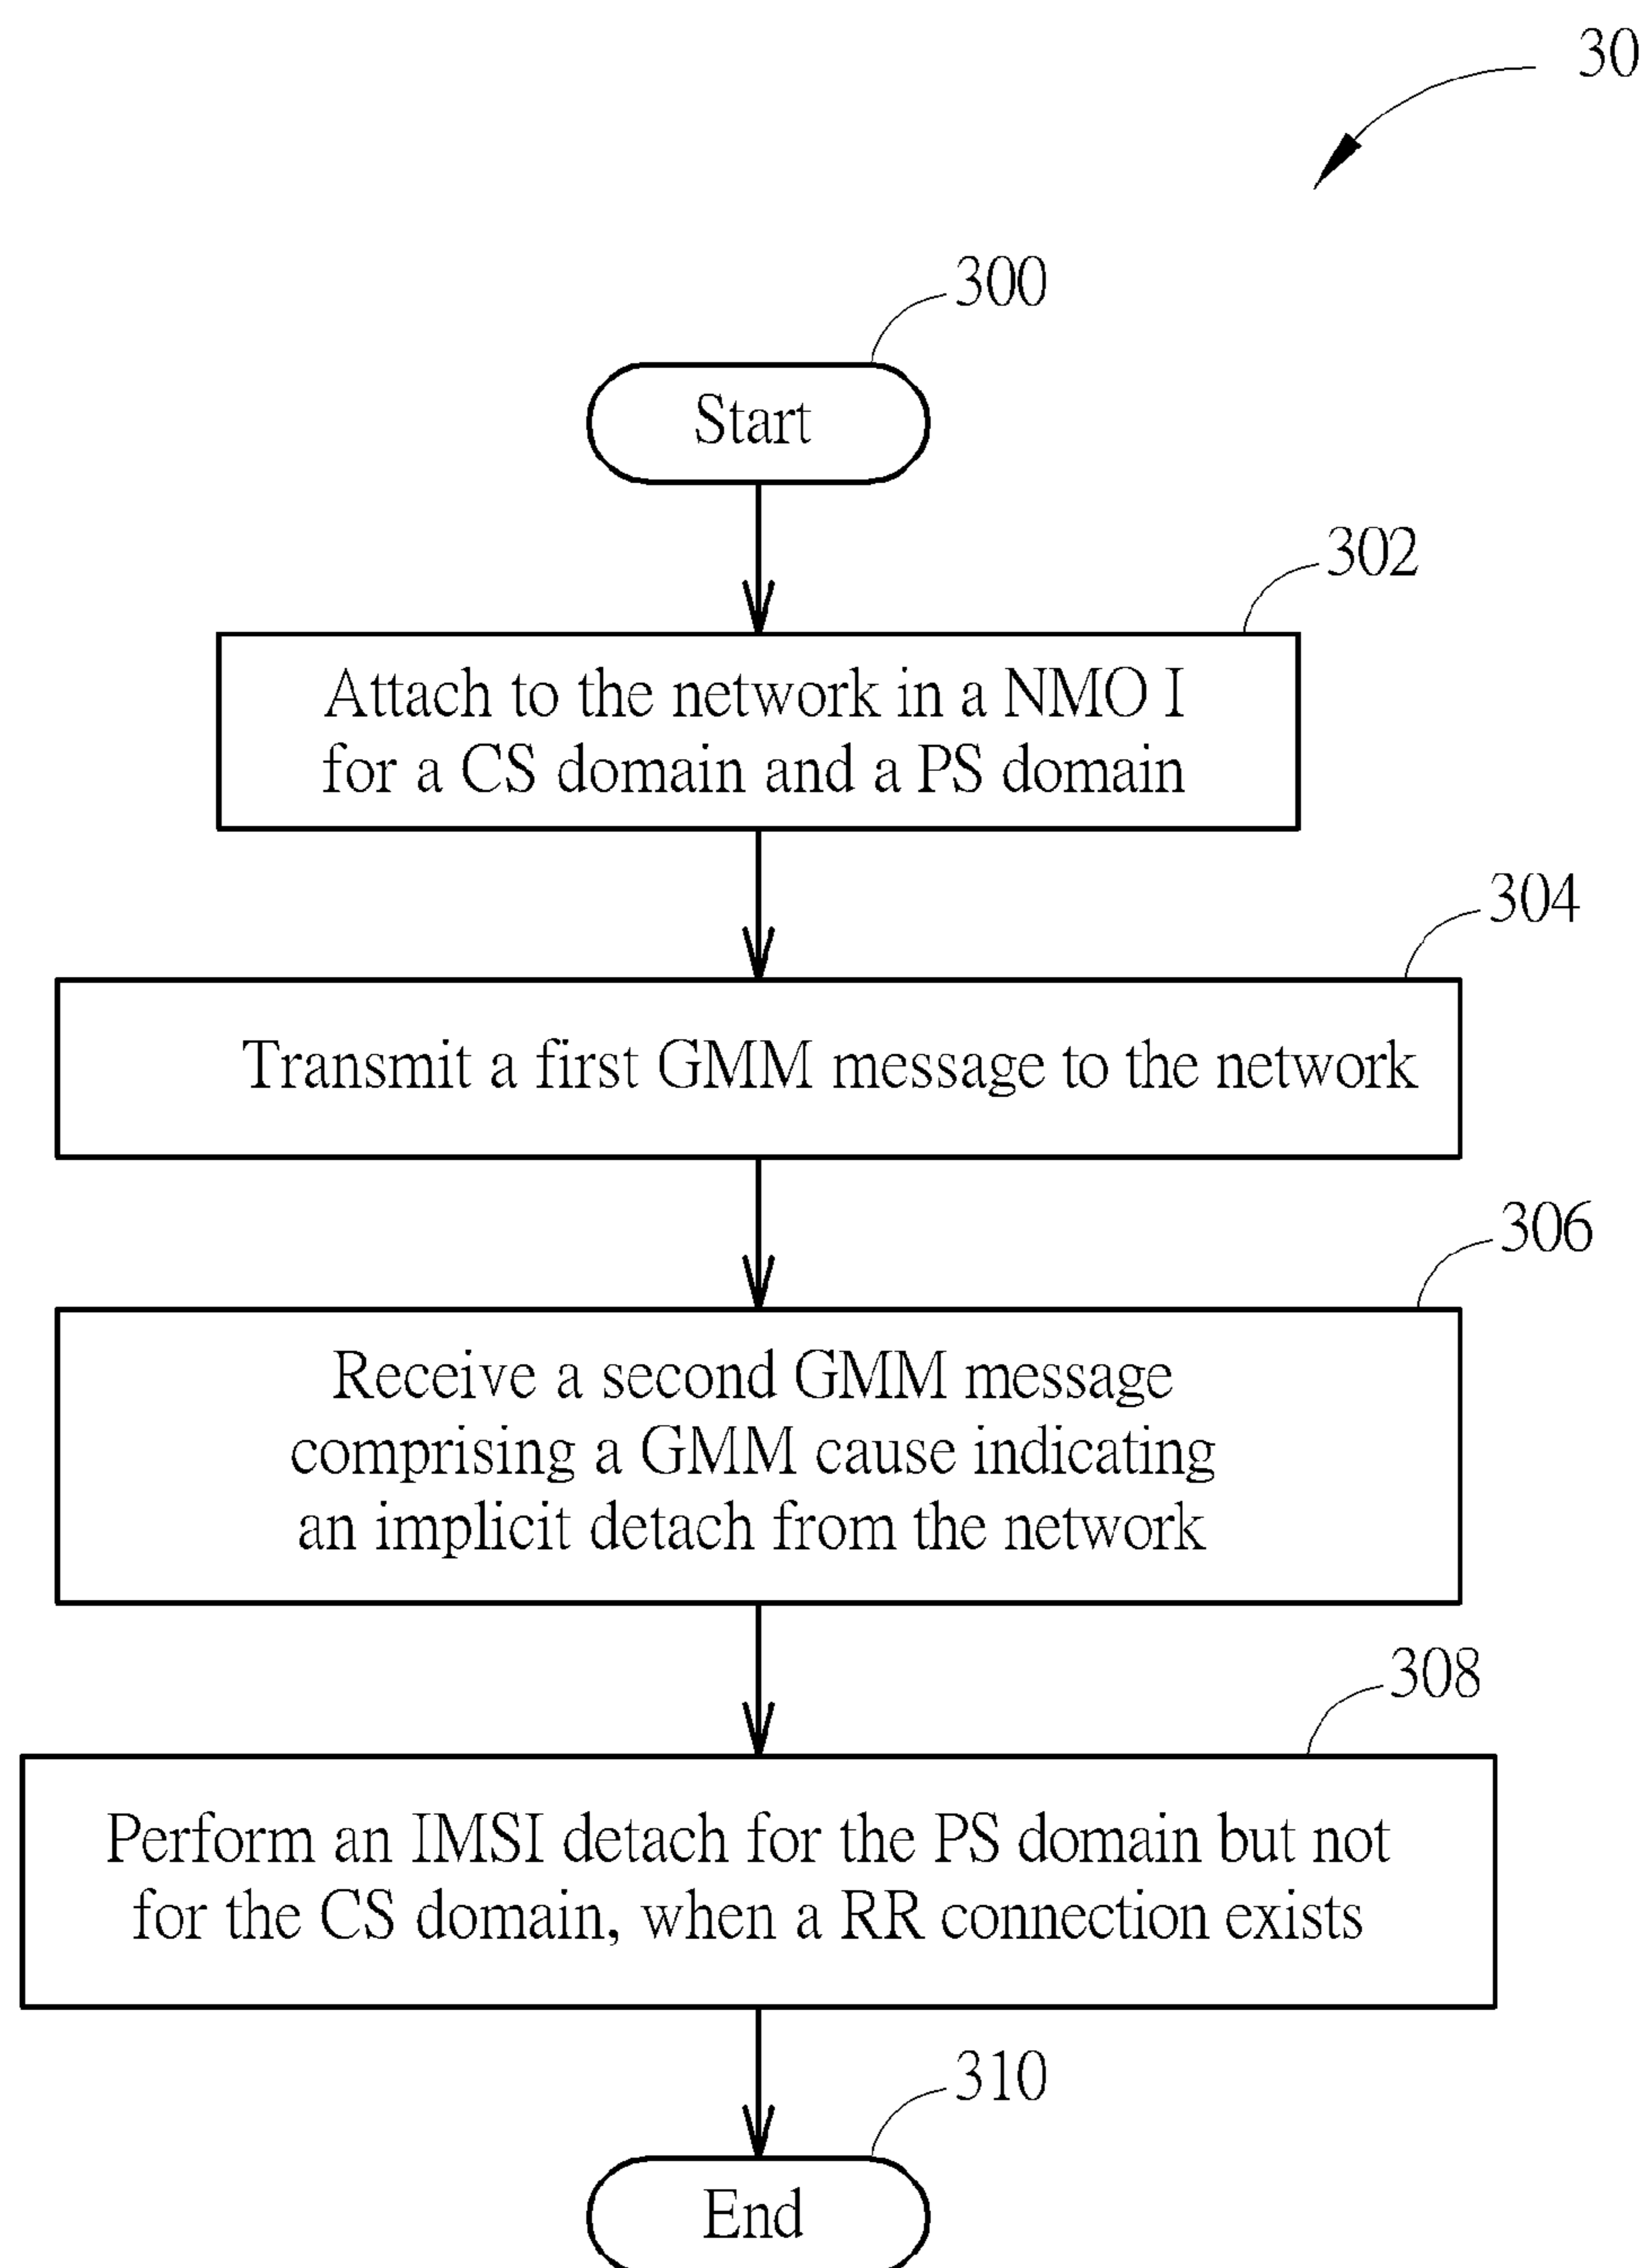 30
300
Start
302
Attach to the network in a NMO I
for a CS domain and a PS domain
304
Transmit a first GMM message to the network
306
Receive a second GMM message
comprising a GMM cause indicating
an implicit detach from the network
308
Perform an IMSI detach for the PS domain but not
for the CS domain, when a RR connection exists
310
End